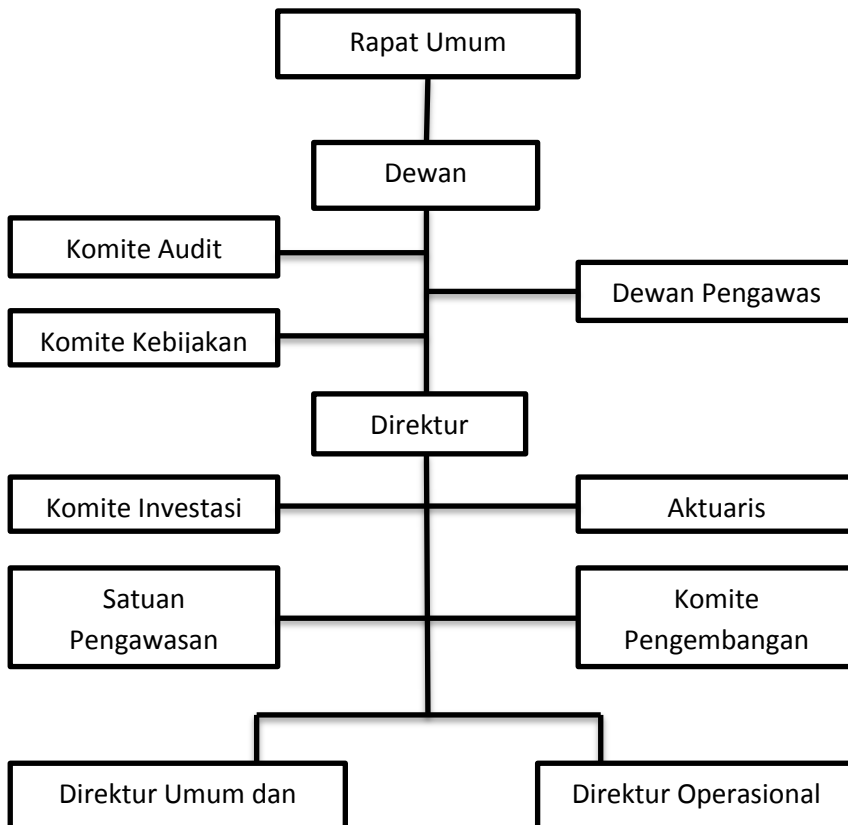 Rapat Umum
Dewan
Komite Audit
Dewan Pengawas
Komite Kebijakan
Direktur
Komite Investasi
Aktuaris
Satuan
Pengawasan
Komite
Pengembangan
Direktur Umum dan
Direktur Operasional